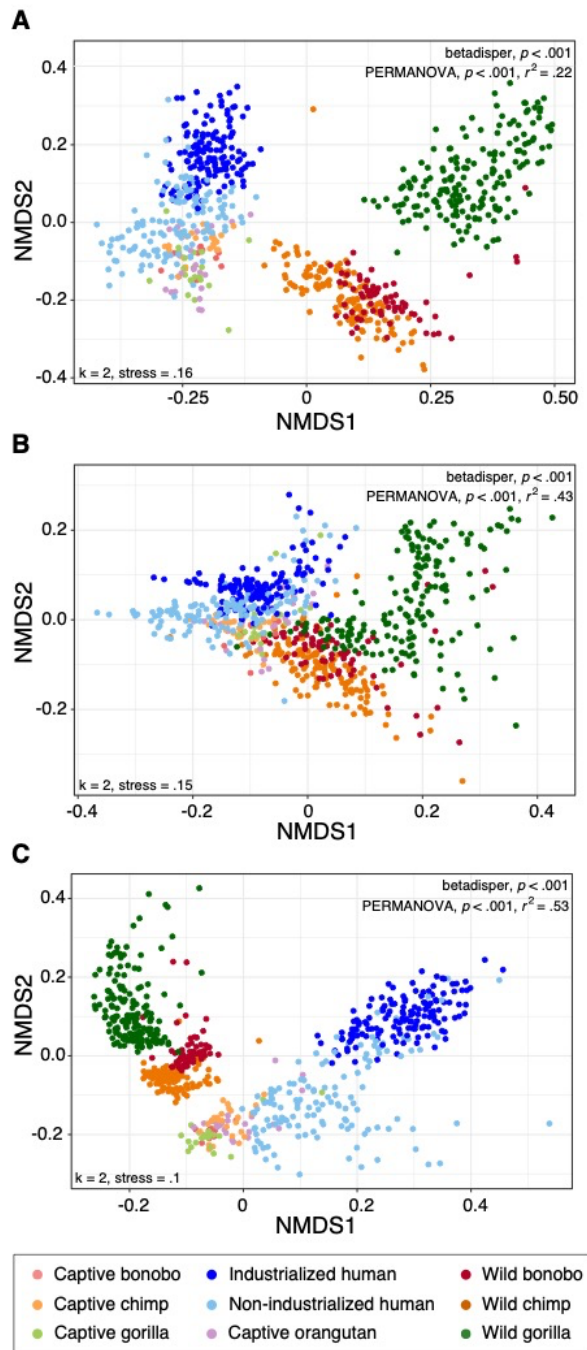 A
betadisper, p < .001
PERMANOVA, p < .001, r² = .22
0.4
0.2
0.0
-0.2
-0.4
NMDS2
k = 2, stress = .16
-0.25
0
0.25
0.50
NMDS1
B
betadisper, p < .001
PERMANOVA, p < .001, r² = .43
0.2
0.0
-0.2
NMDS2
k = 2, stress = .15
-0.4
-0.2
0
0.2
0.4
NMDS1
C
betadisper, p < .001
PERMANOVA, p < .001, r² = .53
0.4
0.2
0.0
-0.2
NMDS2
k = 2, stress = .1
-0.2
0
0.2
0.4
NMDS1
Captive bonobo
Industrialized human
Wild bonobo
Captive chimp
Non-industrialized human
Wild chimp
Captive gorilla
Captive orangutan
Wild gorilla